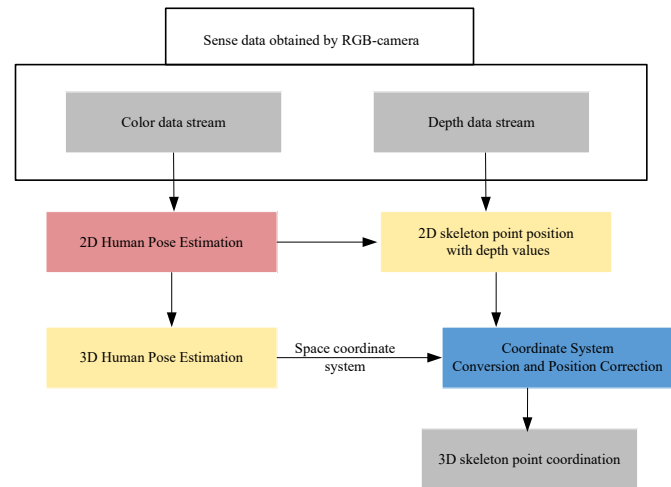 Sense data obtained by RGB-camera
Color data stream
Depth data stream
2D Human Pose Estimation
2D skeleton point position
with depth values
3D Human Pose Estimation
Space coordinate
system
Coordinate System
Conversion and Position Correction
3D skeleton point coordination